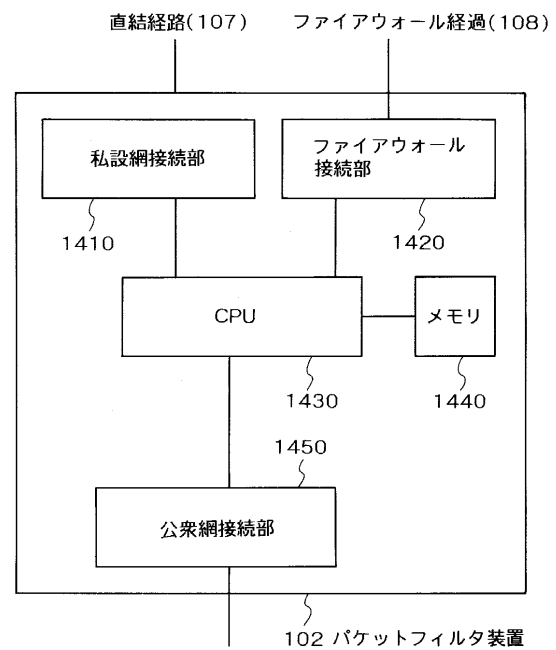 直結経路(107)
ファイアウォール経過(108)
私設網接続部
ファイアウォール
接続部
1410
1420
CPU
メモリ
1430
1440
1450
公衆網接続部
102 パケットフィルタ装置